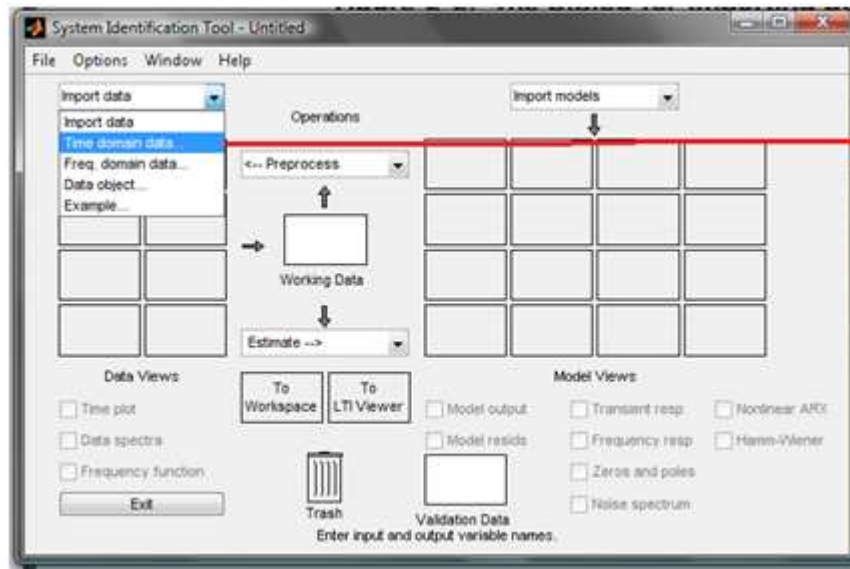 System Identification Tool - Untitled
File Options Window Help
Import data
Import data
Time domain data...
Freq. domain data...
Data object...
Example...
Operations
<-- Preprocess
Working Data
Estimate -->
To Workspace
To LTI Viewer
Import models
Data Views
Time plot
Data spectra
Frequency function
Exit
Trash
Model Views
Model output
Model resids
Transient resp
Frequency resp
Zeros and poles
Noise spectrum
Nonlinear ARX
Hamm-Wiener
Validation Data
Enter input and output variable names.